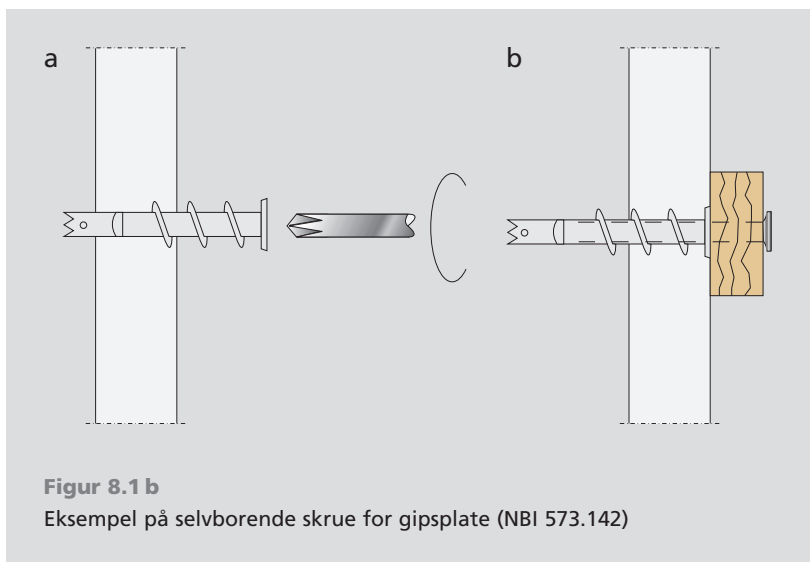 a
b
Figur 8.1 b
Eksempel på selvborende skrue for gipsplate (NBI 573.142)